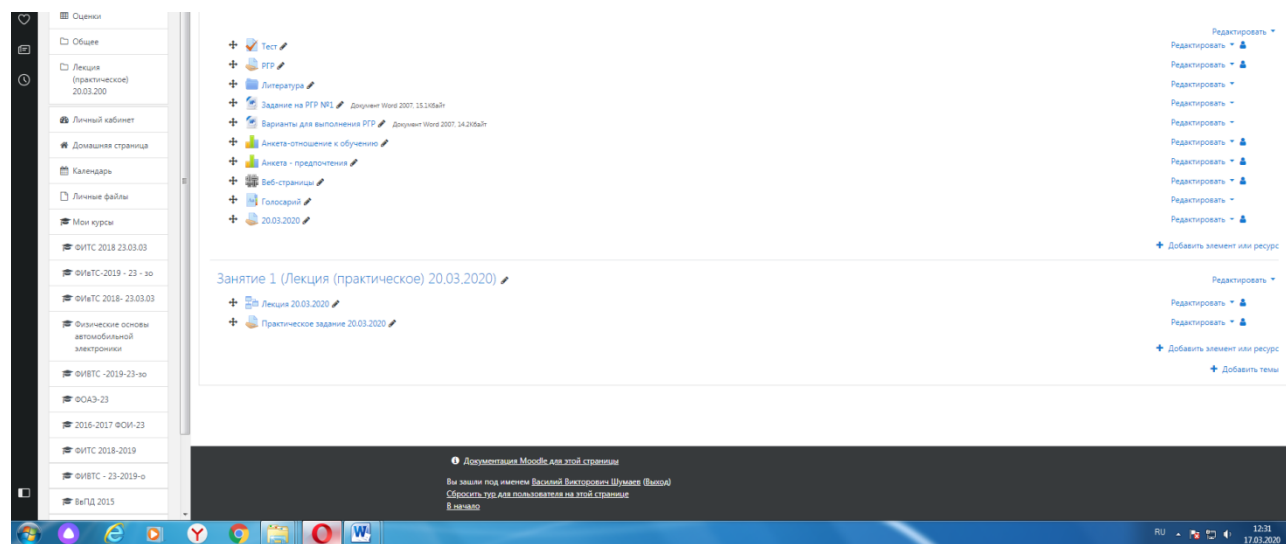 Оценки
Общее
Лекция
(практическое)
20.03.200
Личный кабинет
Домашняя страница
Календарь
Личные файлы
Мои курсы
ФИТС 2018 23.03.03
ФИвТС-2019 - 23 - зо
ФИвТС 2018- 23.03.03
Физические основы
автомобильной
электроники
ФИВТС -2019-23-зо
ФОАЭ-23
2016-2017 ФОИ-23
ФИТС 2018-2019
ФИВТС - 23-2019-о
ВвПД 2015
Редактировать
Тест Редактировать
РГР Редактировать
Литература Редактировать
Задание на РГР №1 Документ Word 2007, 15.1Кбайт Редактировать
Варианты для выполнения РГР Документ Word 2007, 14.2Кбайт Редактировать
Анкета-отношение к обучению Редактировать
Анкета - предпочтения Редактировать
Веб-страницы Редактировать
Голосарий Редактировать
20.03.2020 Редактировать
Добавить элемент или ресурс
Занятие 1 (Лекция (практическое) 20.03.2020) Редактировать
Лекция 20.03.2020 Редактировать
Практическое задание 20.03.2020 Редактировать
Добавить элемент или ресурс
Добавить темы
Документация Moodle для этой страницы
Вы зашли под именем Василий Викторович Шумаев (Выход)
Сбросить тур для пользователя на этой странице
В начало
RU 12:31
17.03.2020